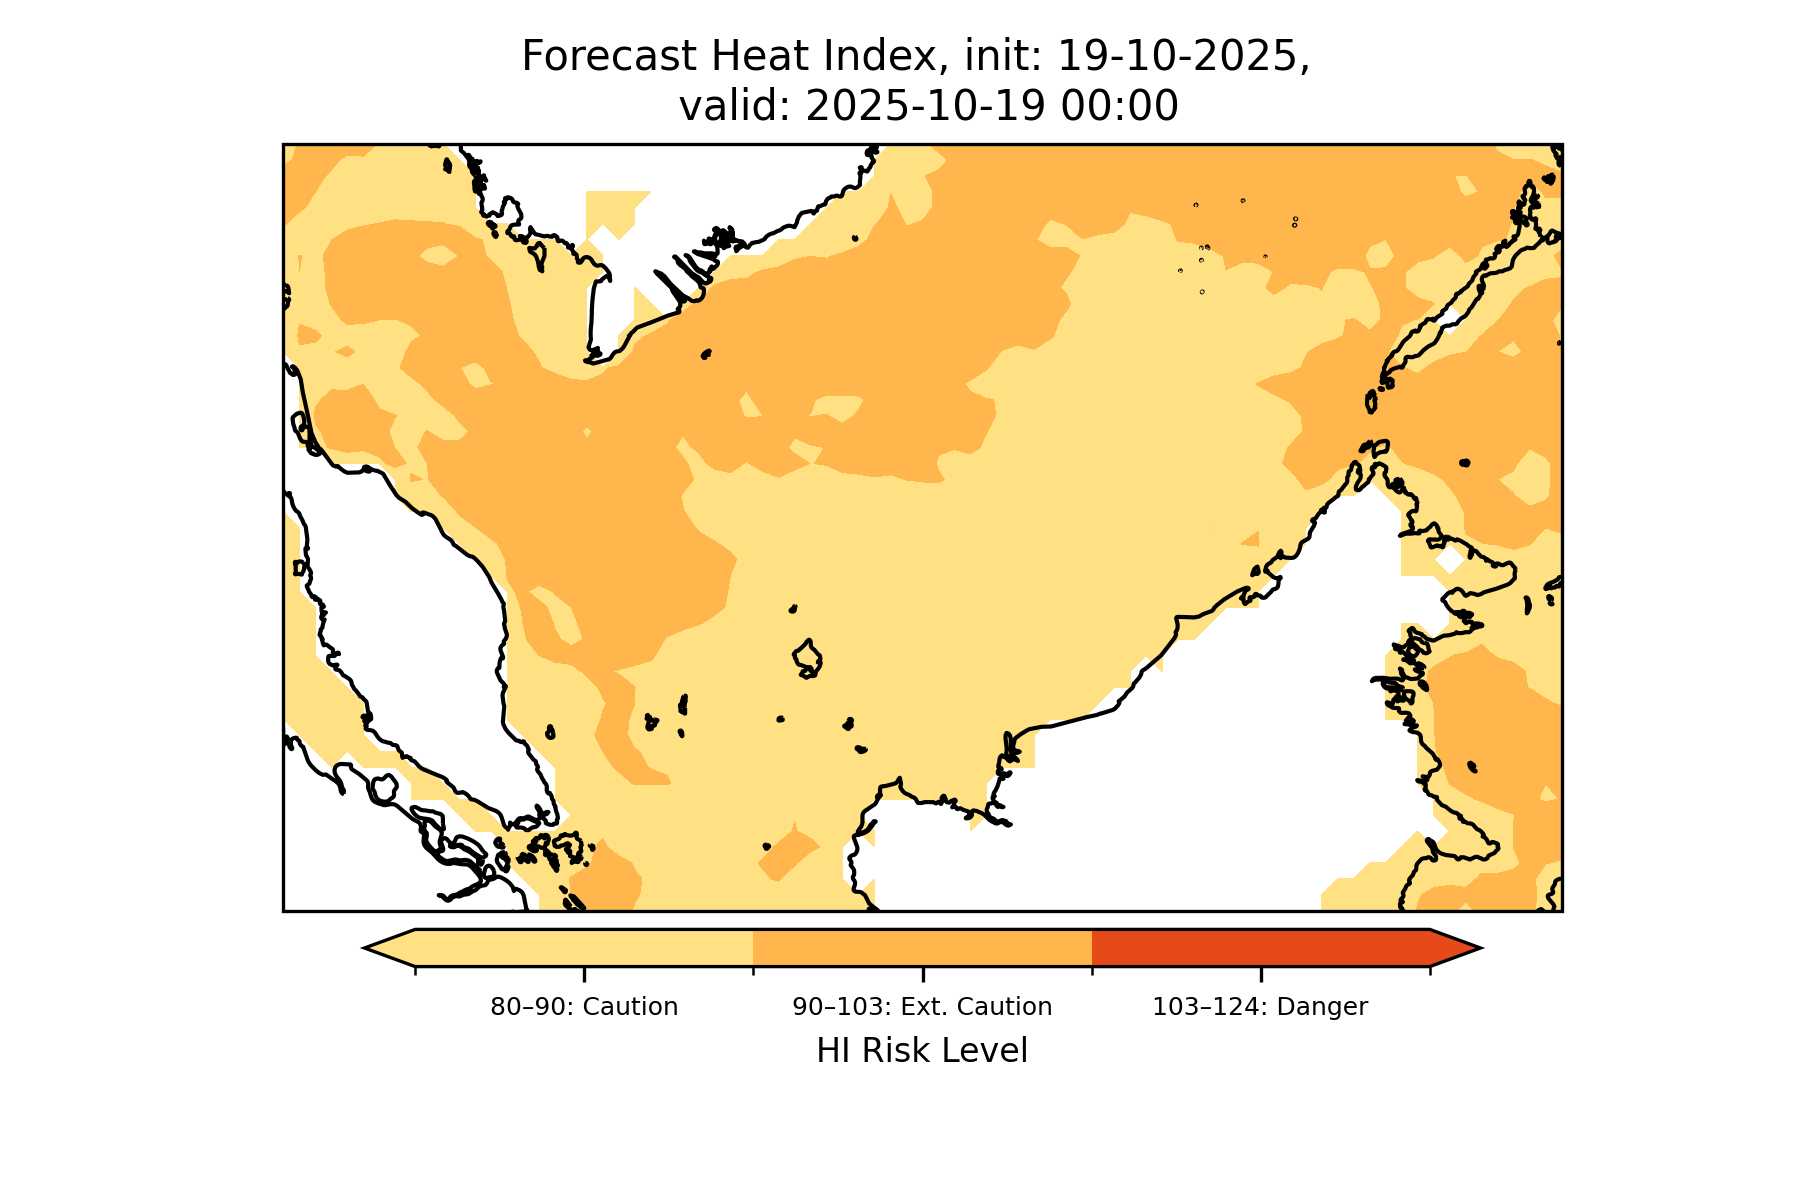 Forecast Heat Index, init: 19-10-2025,
valid: 2025-10-19 00:00
80–90: Caution
90–103: Ext. Caution
103–124: Danger
HI Risk Level